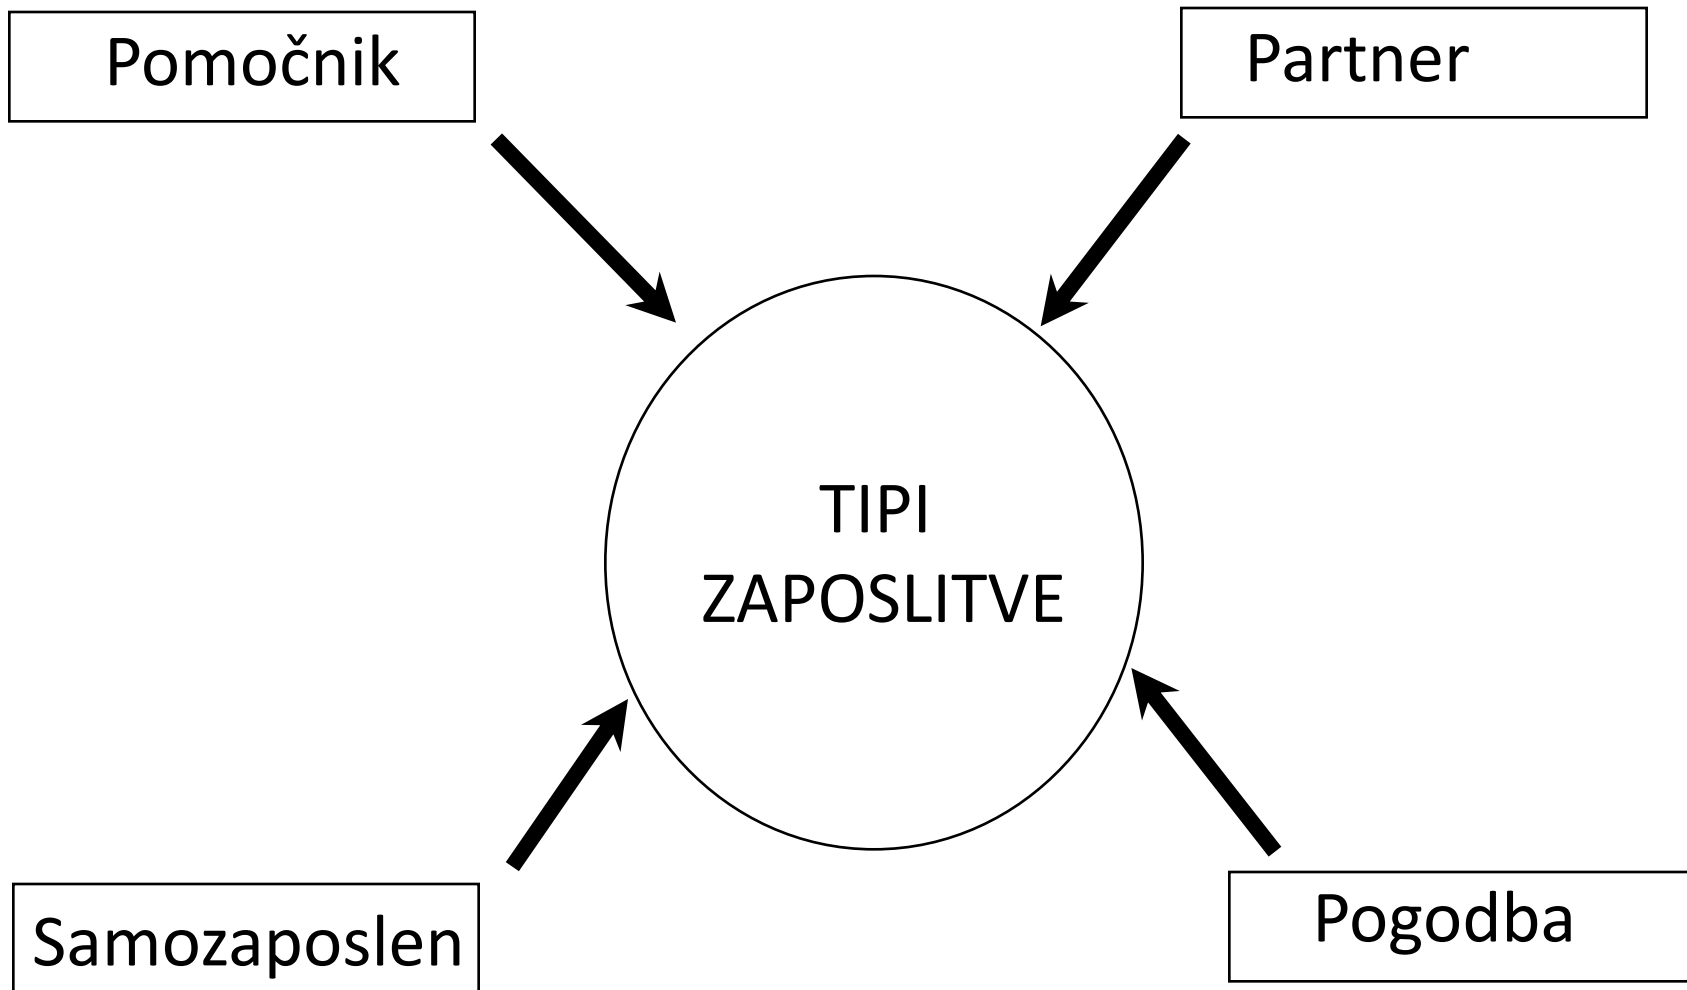 Pomočnik
Partner
TIPI
ZAPOSLITVE
Samozaposlen
Pogodba